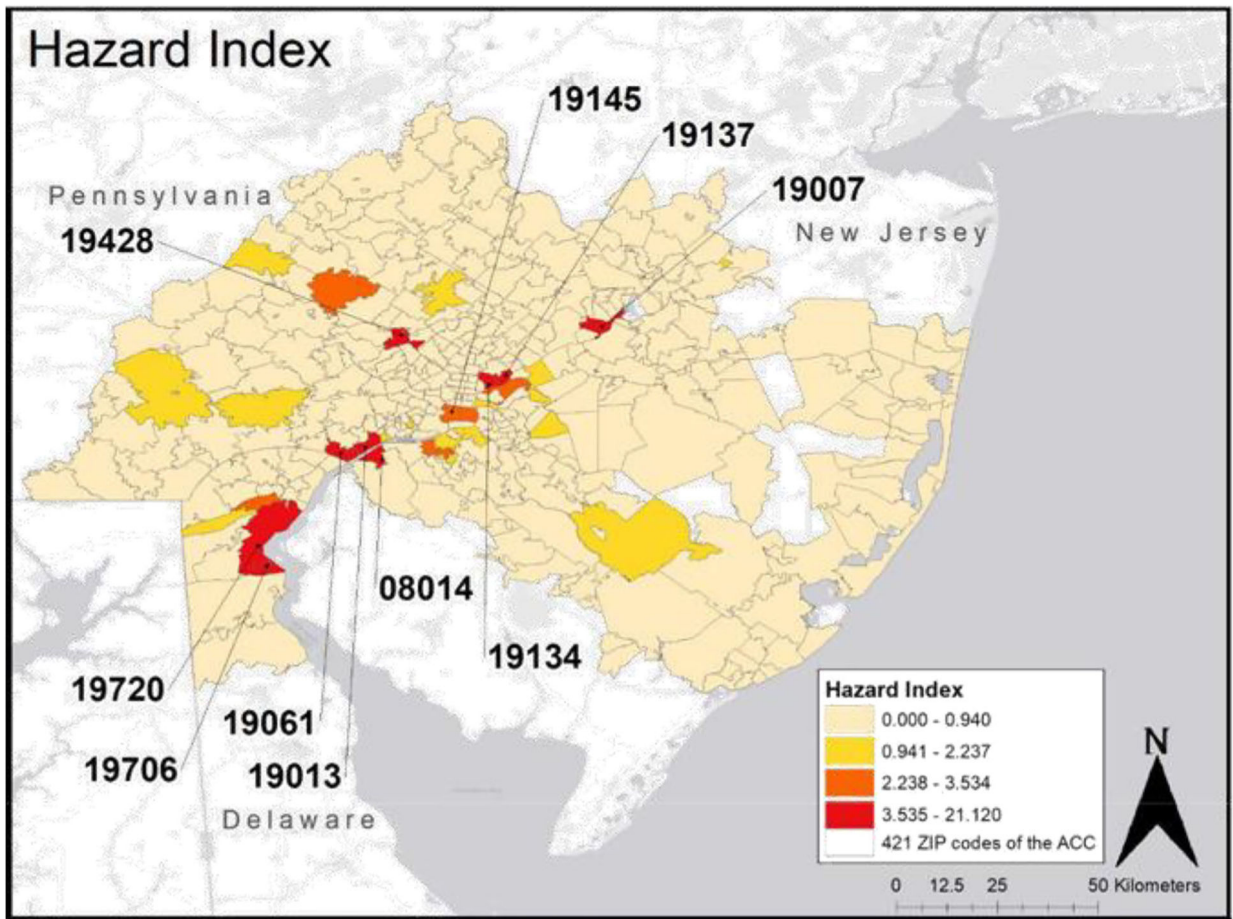 Hazard Index
19145
19137
19007
Pennsylvania
19428
New Jersey
08014
19134
19720
19061
19706
19013
Delaware
Hazard Index
0.000 - 0.940
0.941 - 2.237
2.238 - 3.534
3.535 - 21.120
421 ZIP codes of the ACC
N
0 12.5 25 50 Kilometers